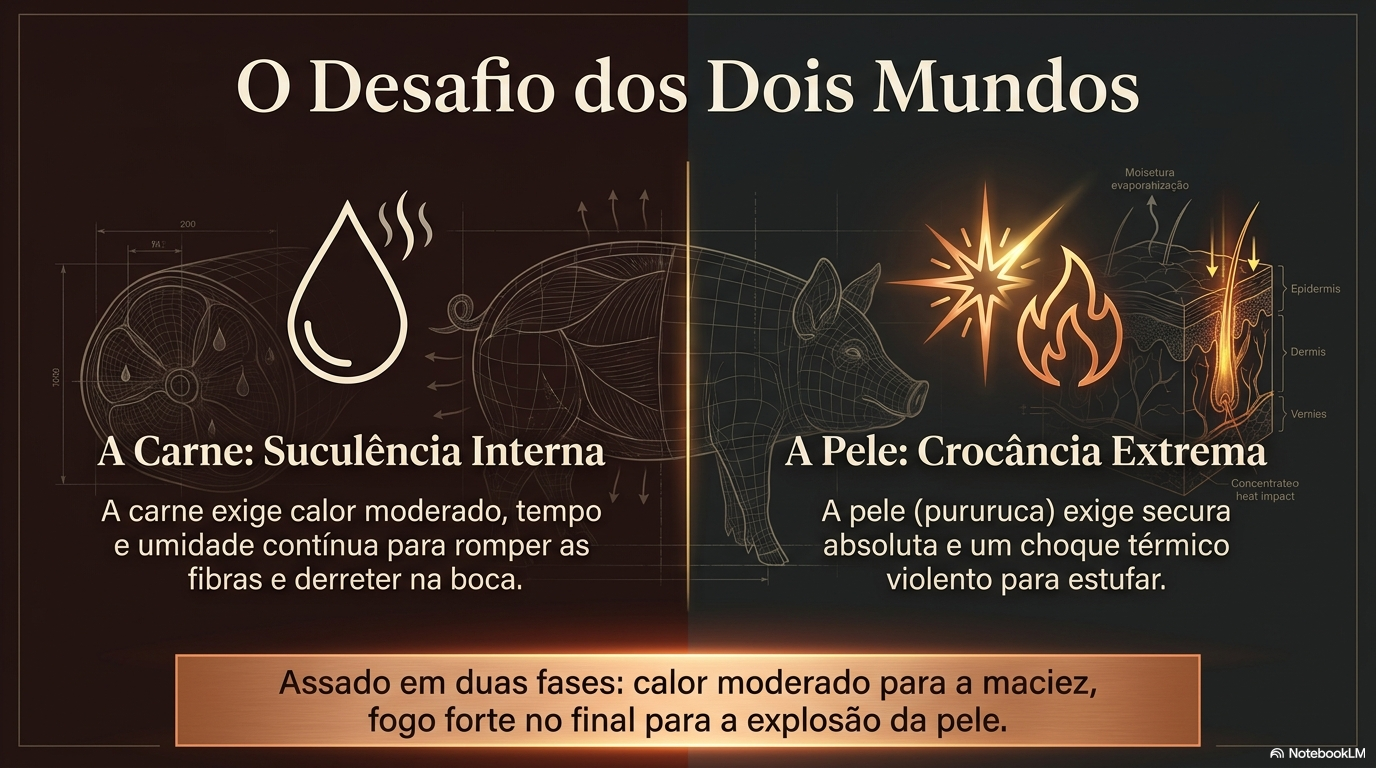 O Desafio dos Dois Mundos
200
Moisetura
evaporahização
Epidermis
Dermis
Vemies
A Carne: Suculência Interna
A carne exige calor moderado, tempo
e umidade contínua para romper as
fibras e derreter na boca.
A Pele: Crocância Extrema
Concentrateo
heat impact
A pele (pururuca) exige secura
absoluta e um choque térmico
violento para estufar.
Assado em duas fases: calor moderado para a maciez,
fogo forte no final para a explosão da pele.
NotebookLM